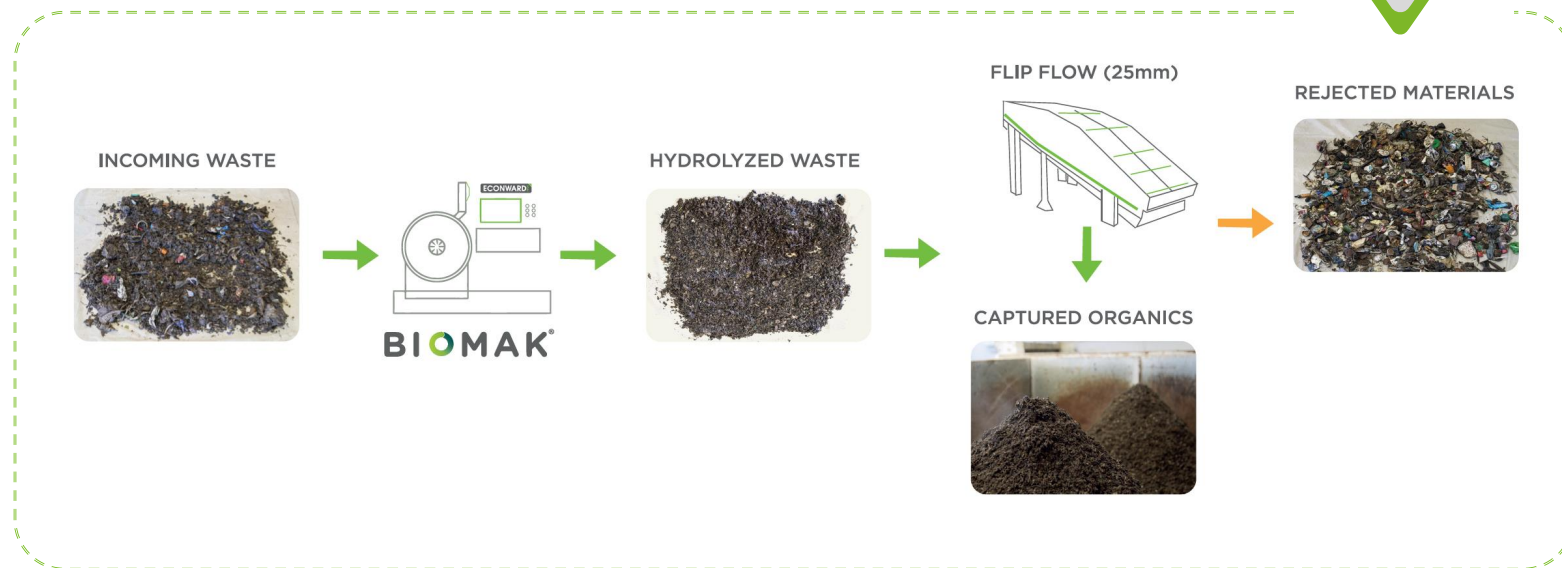 FLIP FLOW (25mm)
REJECTED MATERIALS
INCOMING WASTE
HYDROLYZED WASTE
ECONWARD
BIOMAK®
CAPTURED ORGANICS